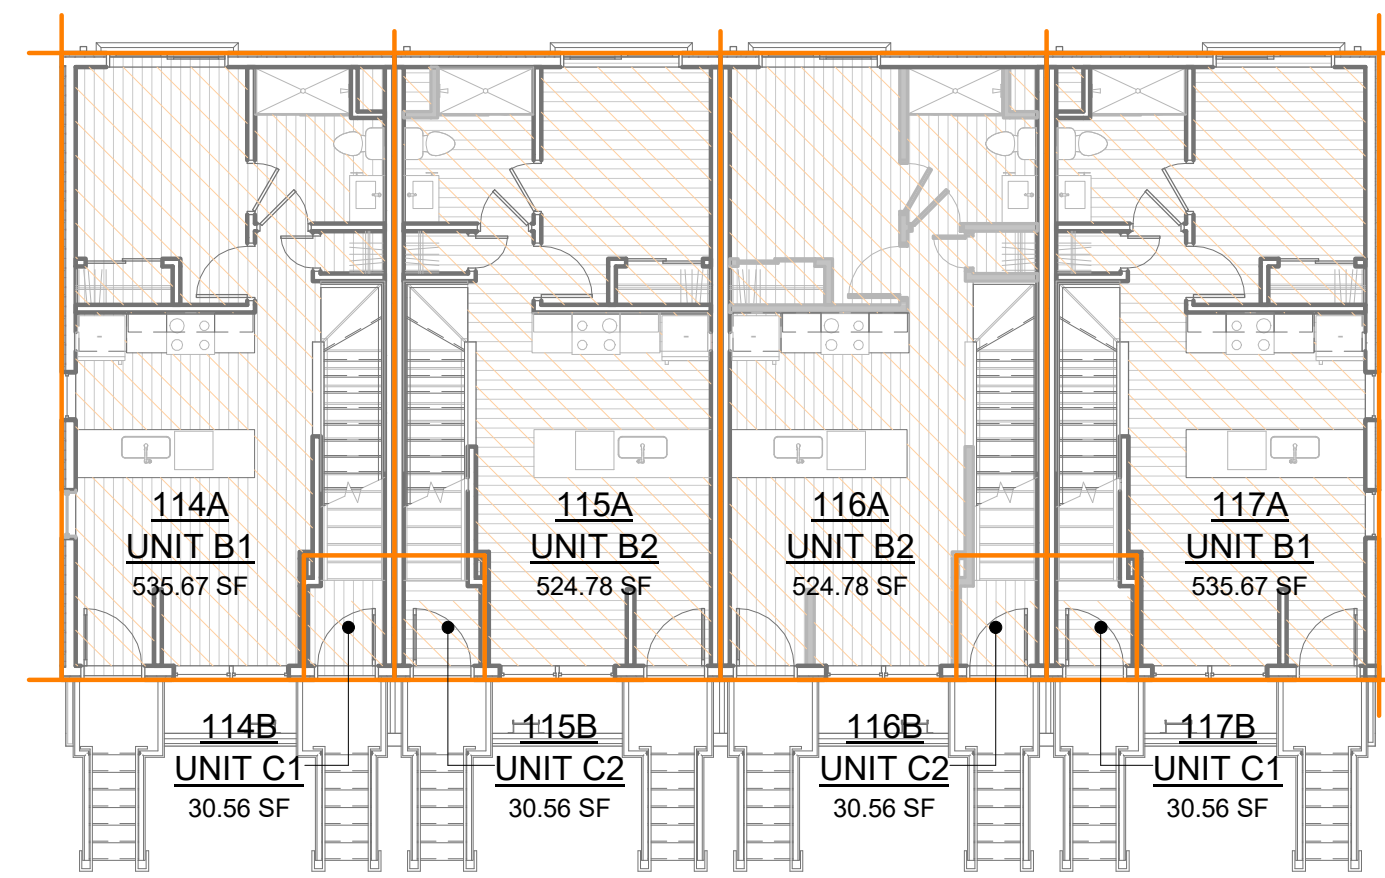 114A
UNIT B1
535.67 SF
115A
UNIT B2
524.78 SF
116A
UNIT B2
524.78 SF
117A
UNIT B1
535.67 SF
114B
UNIT C1
30.56 SF
115B
UNIT C2
30.56 SF
116B
UNIT C2
30.56 SF
117B
UNIT C1
30.56 SF